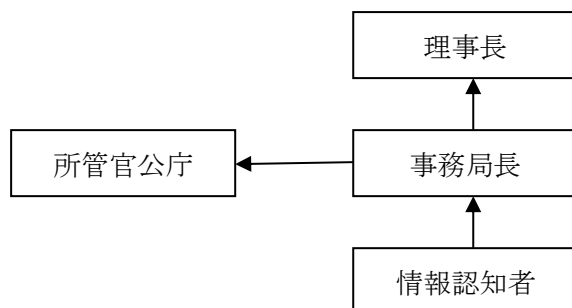 理事長
所管官公庁
事務局長
情報認知者